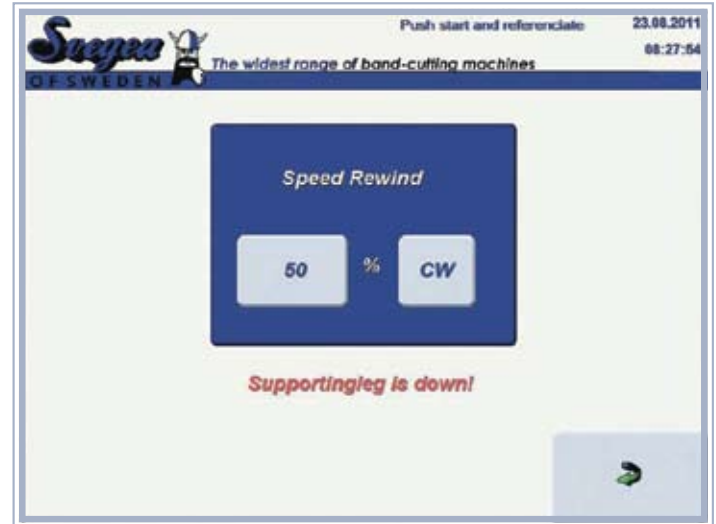 Push start and referenciate
23.08.2011
08:27:54
Svegea
OF SWEDEN
The widest range of band-cutting machines
Speed Rewind
50
%
CW
Supportingleg is down!